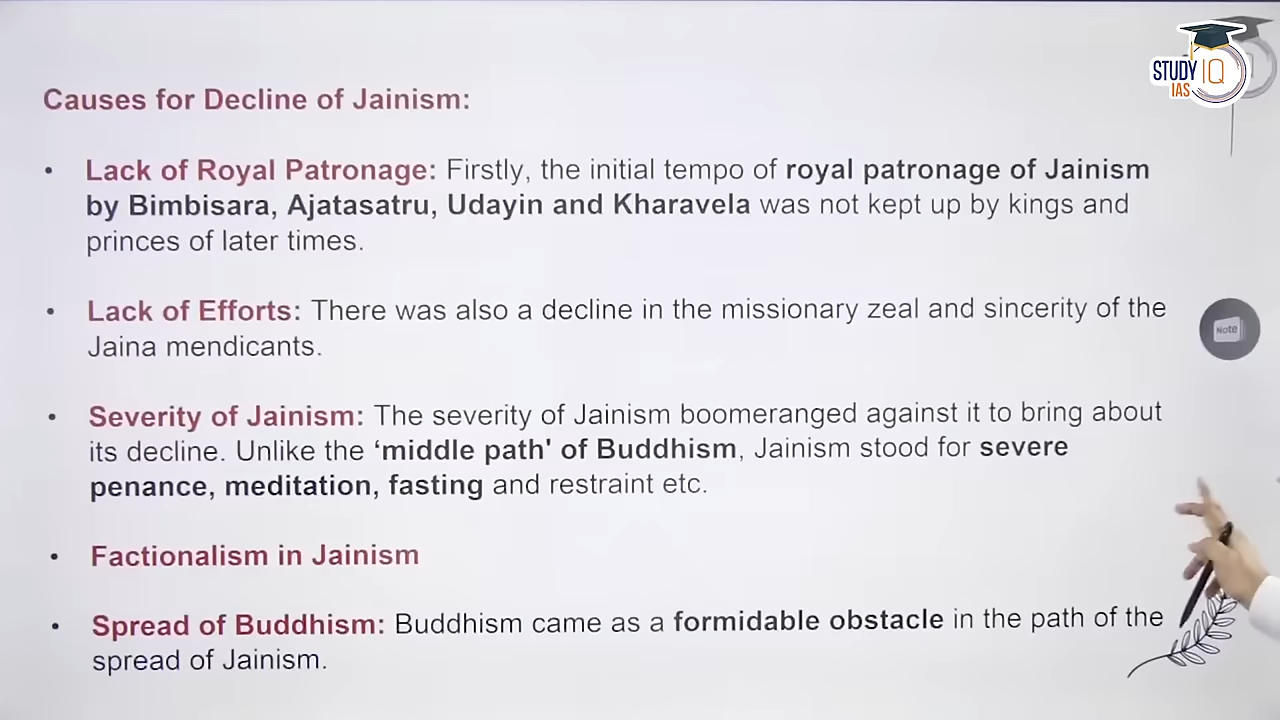 STUDY IQ
IAS
Causes for Decline of Jainism:
• Lack of Royal Patronage: Firstly, the initial tempo of royal patronage of Jainism
by Bimbisara, Ajatasatru, Udayin and Kharavela was not kept up by kings and
princes of later times.
• Lack of Efforts: There was also a decline in the missionary zeal and sincerity of the
Jaina mendicants.
Note
• Severity of Jainism: The severity of Jainism boomeranged against it to bring about
its decline. Unlike the ‘middle path' of Buddhism, Jainism stood for severe
penance, meditation, fasting and restraint etc.
• Factionalism in Jainism
• Spread of Buddhism: Buddhism came as a formidable obstacle in the path of the
spread of Jainism.